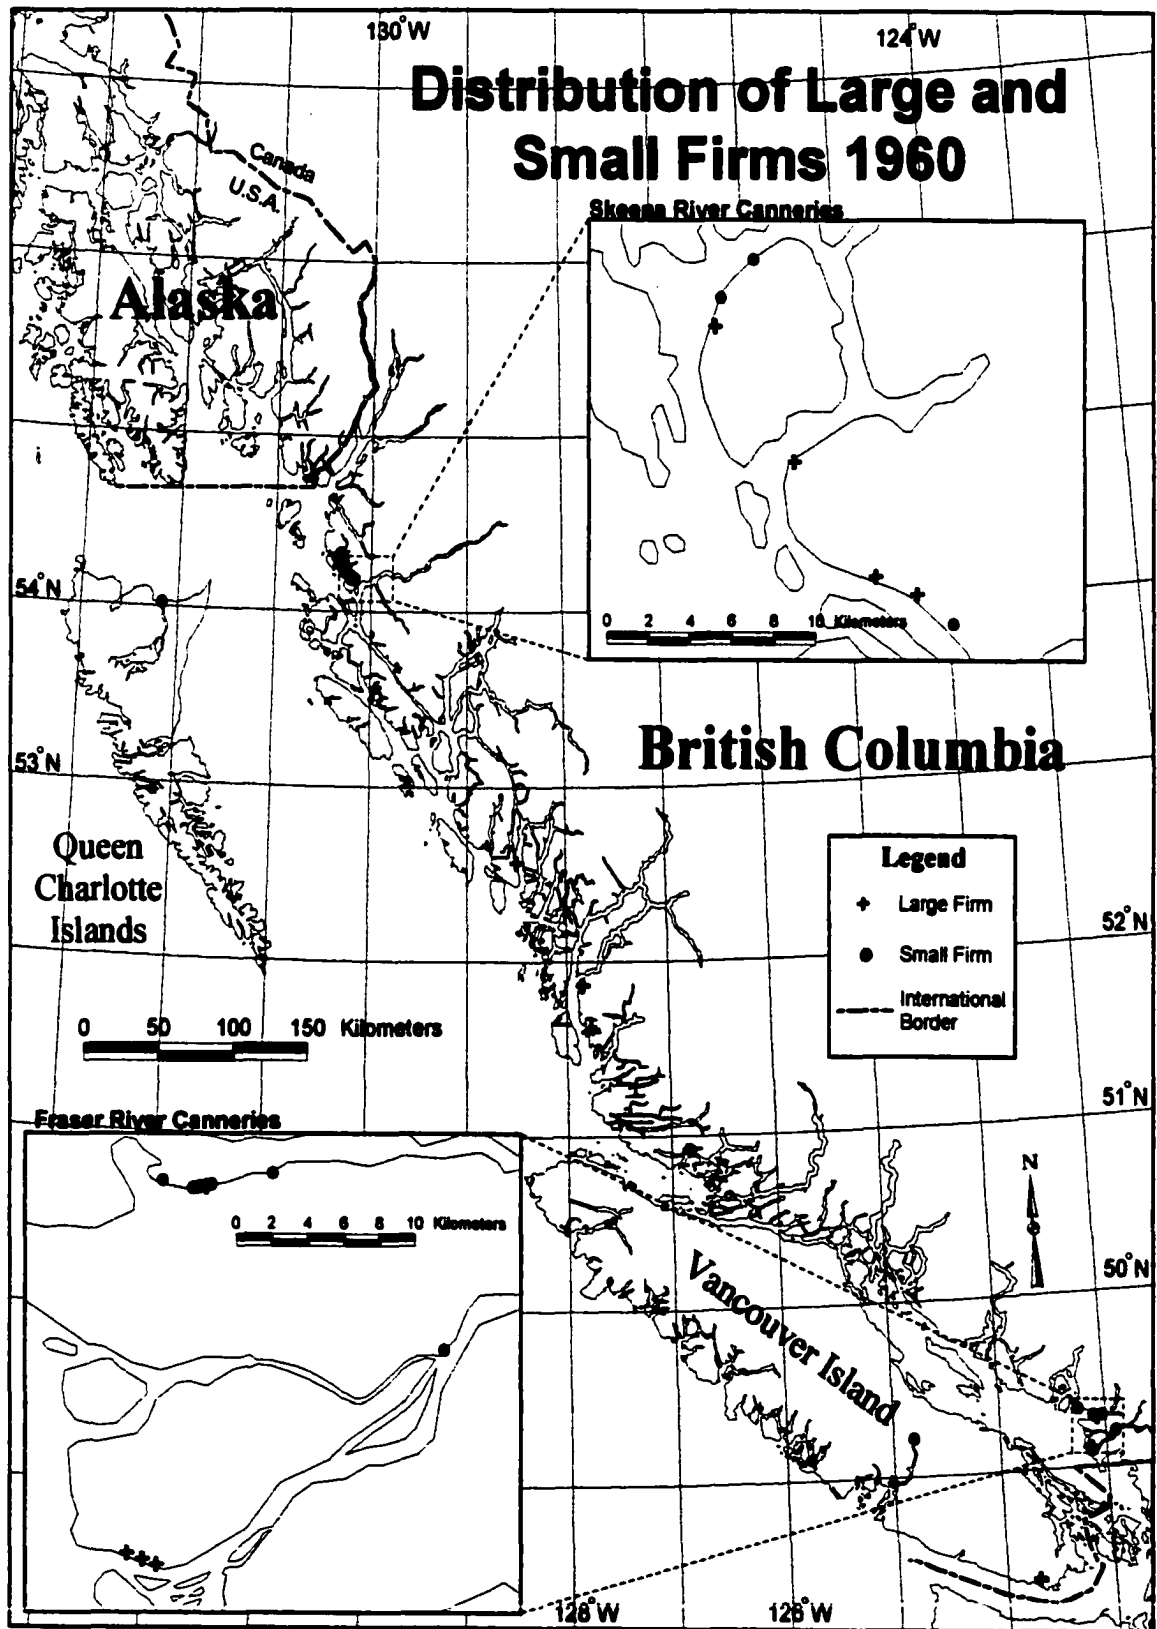 130°W
124°W
Distribution of Large and
Small Firms 1960
Canada
U.S.A.
Skeena River Canneries
Alaska
0 2 4 6 8 10 Kilometers
54°N
53°N
British Columbia
Queen
Charlotte
Islands
Legend
Large Firm
Small Firm
International
Border
52°N
0 50 100 150 Kilometers
51°N
Fraser River Canneries
0 2 4 6 8 10 Kilometers
N
50°N
Vancouver Island
128°W
126°W